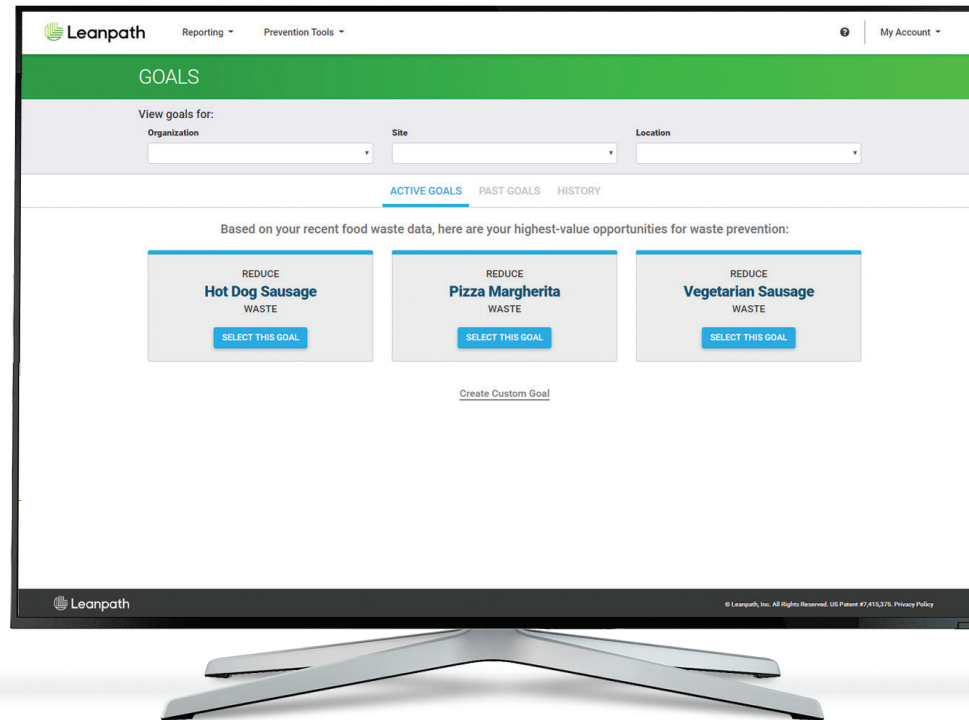 Leanpath Reporting Prevention Tools My Account
GOALS
View goals for:
Organization Site Location
ACTIVE GOALS PAST GOALS HISTORY
Based on your recent food waste data, here are your highest-value opportunities for waste prevention:
REDUCE
Hot Dog Sausage
WASTE
SELECT THIS GOAL
REDUCE
Pizza Margherita
WASTE
SELECT THIS GOAL
REDUCE
Vegetarian Sausage
WASTE
SELECT THIS GOAL
Create Custom Goal
Leanpath © Leanpath, Inc. All Rights Reserved. US Patent #7,415,375. Privacy Policy